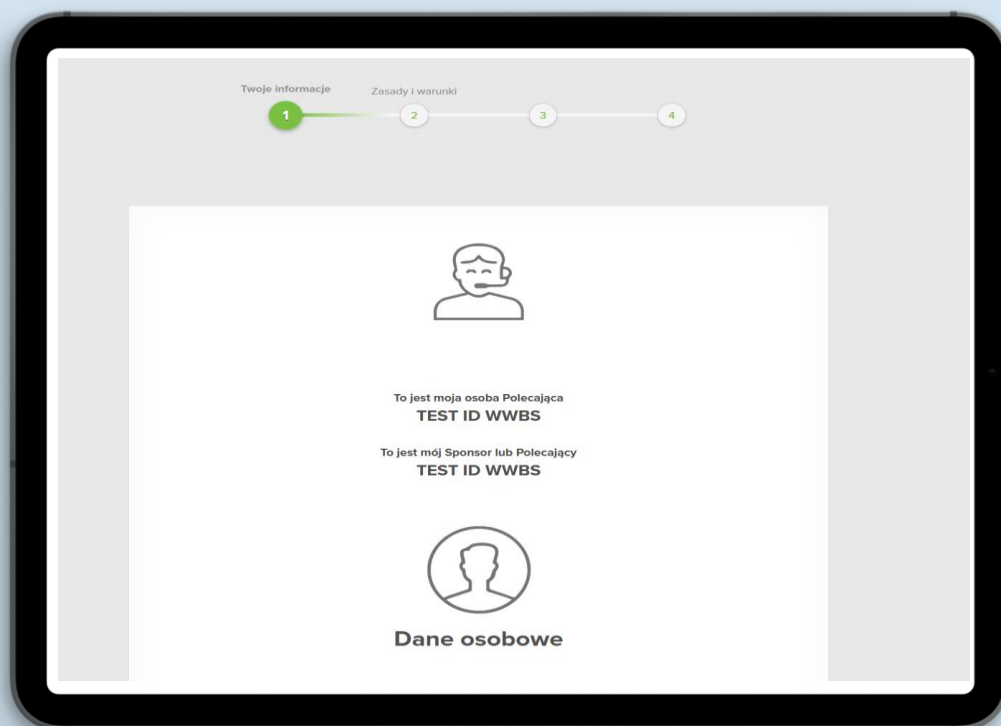 Twoje informacje
Zasady i warunki
1
2
3
4
To jest moja osoba Polecająca
TEST ID WWBS
To jest mój Sponsor lub Polecający
TEST ID WWBS
Dane osobowe